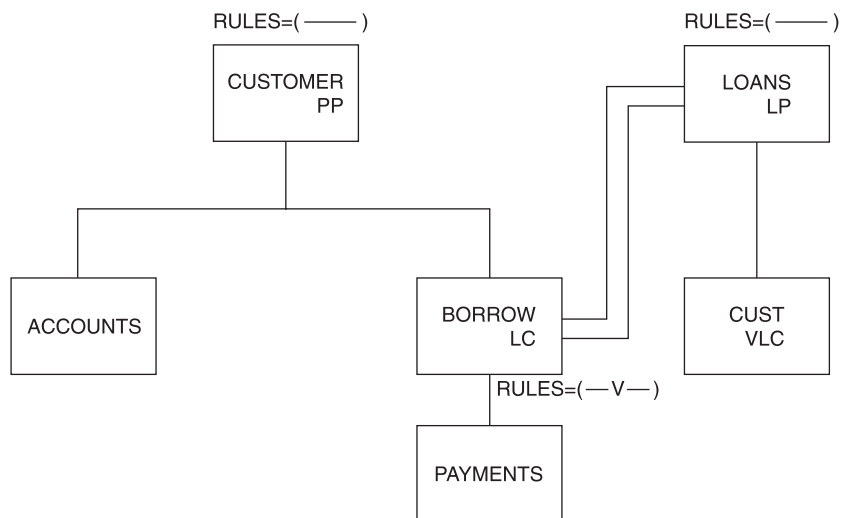 RULES=( —— )
RULES=( —— )
CUSTOMER
PP
LOANS
LP
ACCOUNTS
BORROW
LC
CUST
VLC
RULES=( — V — )
PAYMENTS